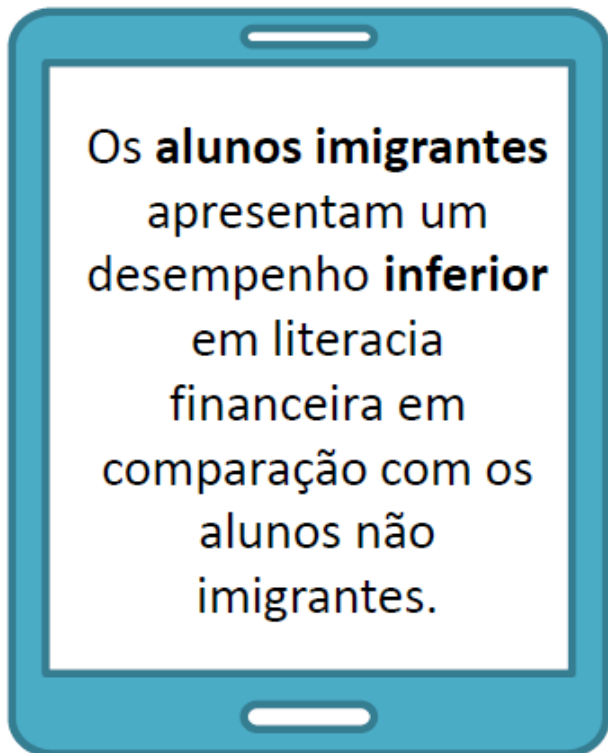 Os alunos imigrantes
apresentam um
desempenho inferior
em literacia
financeira em
comparação com os
alunos não
imigrantes.